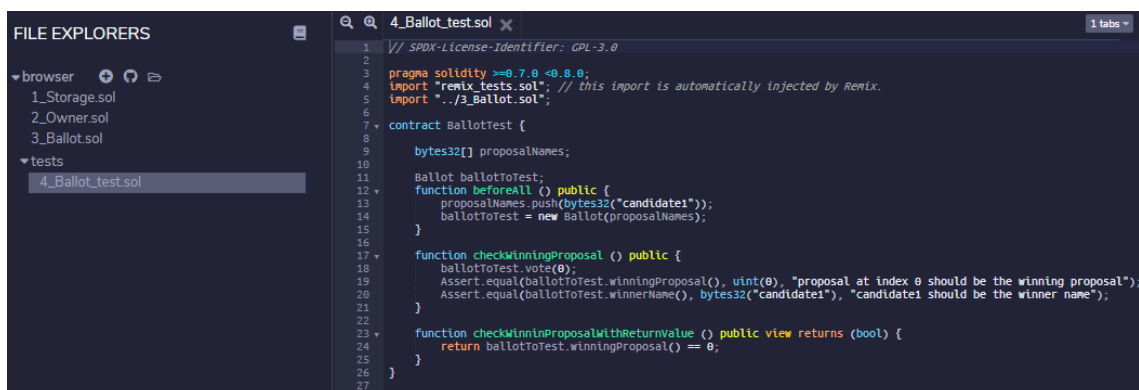 FILE EXPLORERS
browser
1_Storage.sol
2_Owner.sol
3_Ballot.sol
tests
4_Ballot_test.sol
4_Ballot_test.sol
1 tabs
1 // SPDX-License-Identifier: GPL-3.0
2
3 pragma solidity >=0.7.0 <0.8.0;
4 import "remix_tests.sol"; // this import is automatically injected by Remix.
5 import "../3_Ballot.sol";
6
7 contract BallotTest {
8
9     bytes32[] proposalNames;
10
11     Ballot ballotToTest;
12     function beforeAll () public {
13         proposalNames.push(bytes32("candidate1"));
14         ballotToTest = new Ballot(proposalNames);
15     }
16
17     function checkWinningProposal () public {
18         ballotToTest.vote(0);
19         Assert.equal(ballotToTest.winningProposal(), uint(0), "proposal at index 0 should be the winning proposal");
20         Assert.equal(ballotToTest.winnerName(), bytes32("candidate1"), "candidate1 should be the winner name");
21     }
22
23     function checkWinninProposalWithReturnValue () public view returns (bool) {
24         return ballotToTest.winningProposal() == 0;
25     }
26 }
27